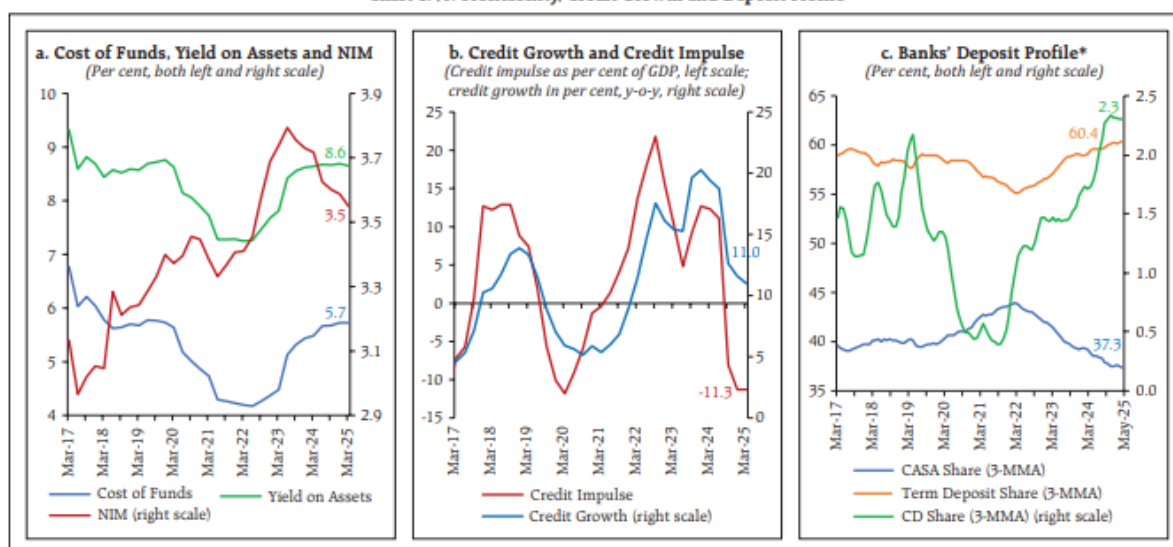 a. Cost of Funds, Yield on Assets and NIM
(Per cent, both left and right scale)
10
9
8
7
6
5
4
3.9
3.7
3.5
3.3
3.1
2.9
8.6
3.5
5.7
Mar-17
Mar-18
Mar-19
Mar-20
Mar-21
Mar-22
Mar-23
Mar-24
Mar-25
Cost of Funds
Yield on Assets
NIM (right scale)
b. Credit Growth and Credit Impulse
(Credit impulse as per cent of GDP, left scale;
credit growth in per cent, y-o-y, right scale)
25
20
15
10
5
0
-5
-10
-15
25
20
15
10
5
0
11.0
-11.3
Mar-17
Mar-18
Mar-19
Mar-20
Mar-21
Mar-22
Mar-23
Mar-24
Mar-25
Credit Impulse
Credit Growth (right scale)
c. Banks' Deposit Profile*
(Per cent, both left and right scale)
65
60
55
50
45
40
35
2.5
2.0
1.5
1.0
0.5
0.0
2.3
60.4
37.3
Mar-17
Mar-18
Mar-19
Mar-20
Mar-21
Mar-22
Mar-23
Mar-24
May-25
CASA Share (3-MMA)
Term Deposit Share (3-MMA)
CD Share (3-MMA) (right scale)